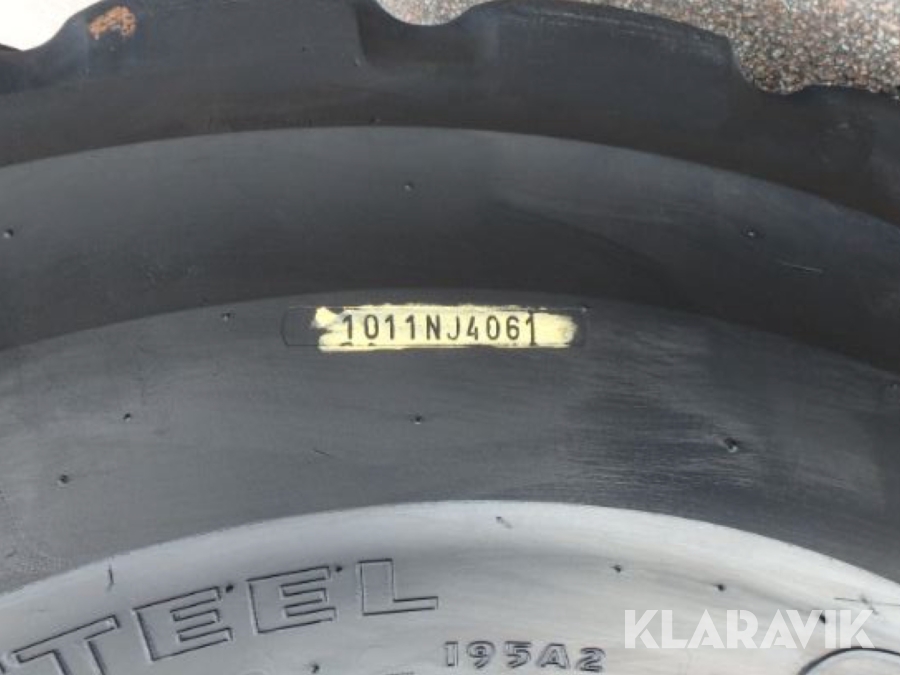 1011NJ4061
TEEL
195A2
KLARAVIK